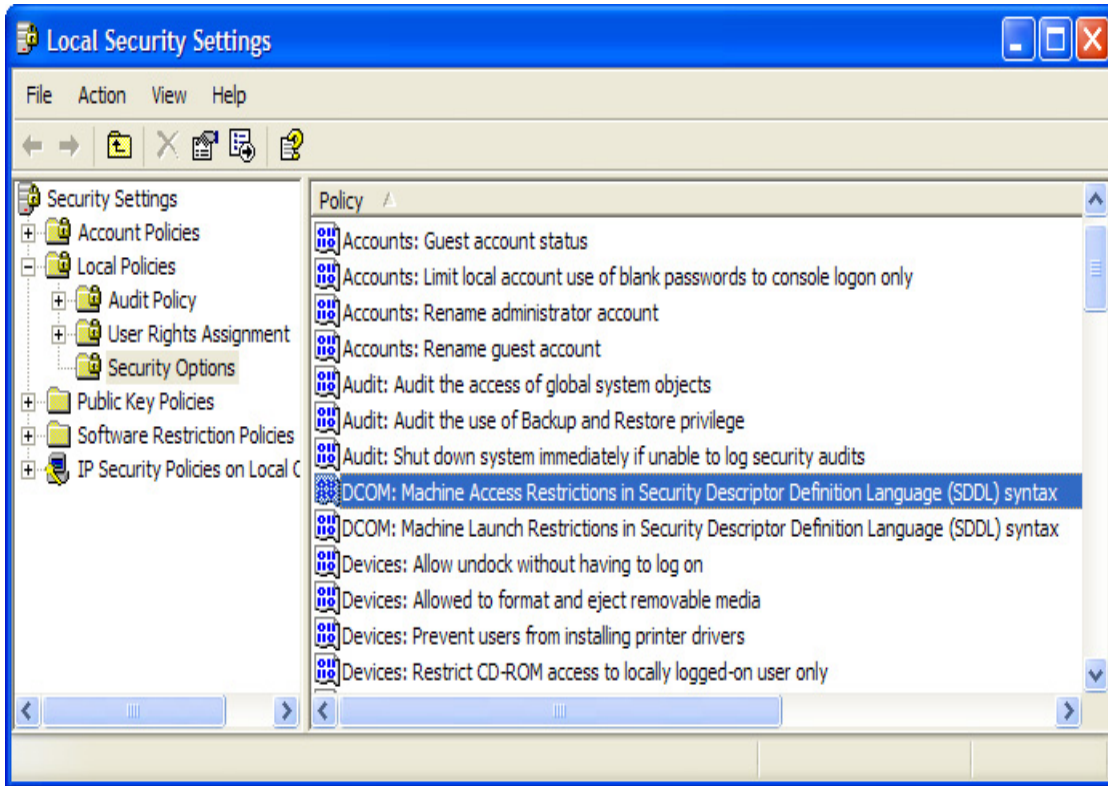 Local Security Settings
File Action View Help
Security Settings
Account Policies
Local Policies
Audit Policy
User Rights Assignment
Security Options
Public Key Policies
Software Restriction Policies
IP Security Policies on Local C
Policy
Accounts: Guest account status
Accounts: Limit local account use of blank passwords to console logon only
Accounts: Rename administrator account
Accounts: Rename guest account
Audit: Audit the access of global system objects
Audit: Audit the use of Backup and Restore privilege
Audit: Shut down system immediately if unable to log security audits
DCOM: Machine Access Restrictions in Security Descriptor Definition Language (SDDL) syntax
DCOM: Machine Launch Restrictions in Security Descriptor Definition Language (SDDL) syntax
Devices: Allow undock without having to log on
Devices: Allowed to format and eject removable media
Devices: Prevent users from installing printer drivers
Devices: Restrict CD-ROM access to locally logged-on user only